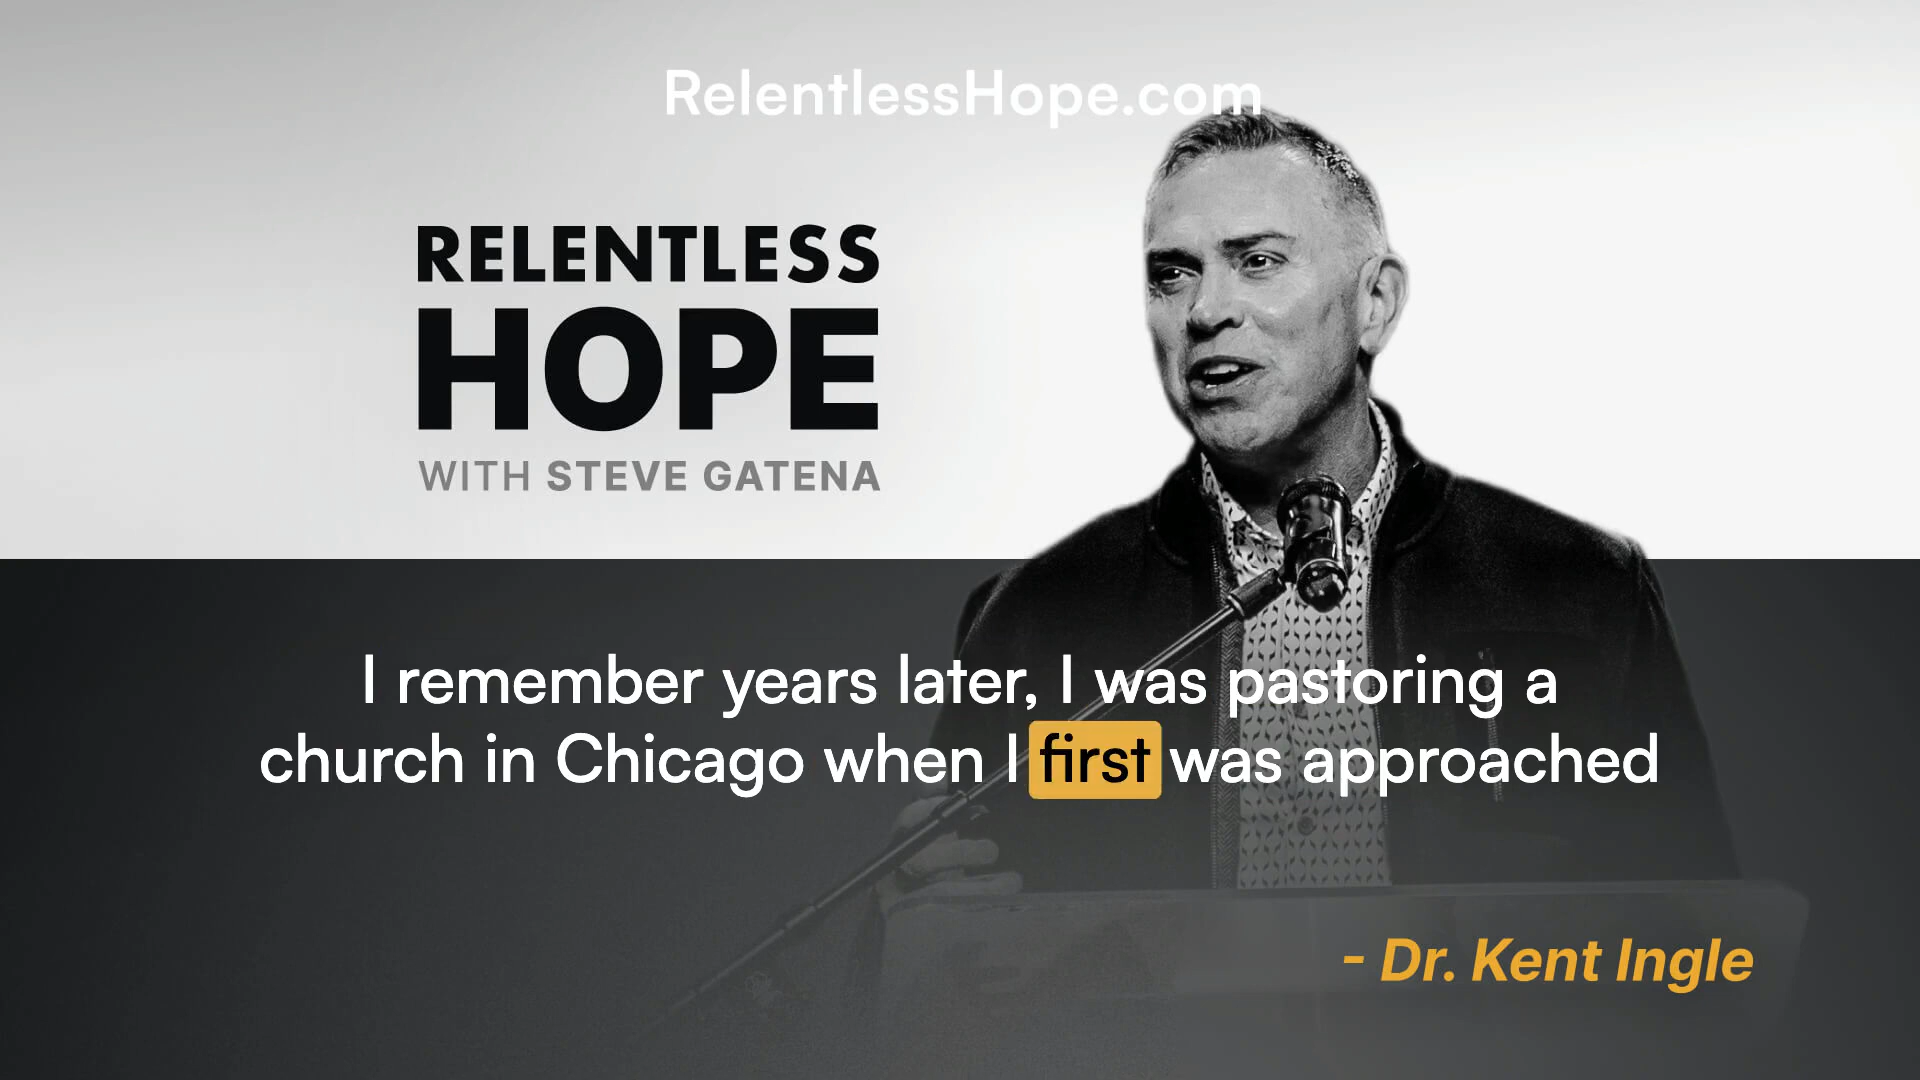 RelentlessHope.com
RELENTLESS
HOPE
WITH STEVE GATENA
I remember years later, I was pastoring a
church in Chicago when I first was approached
- Dr. Kent Ingle